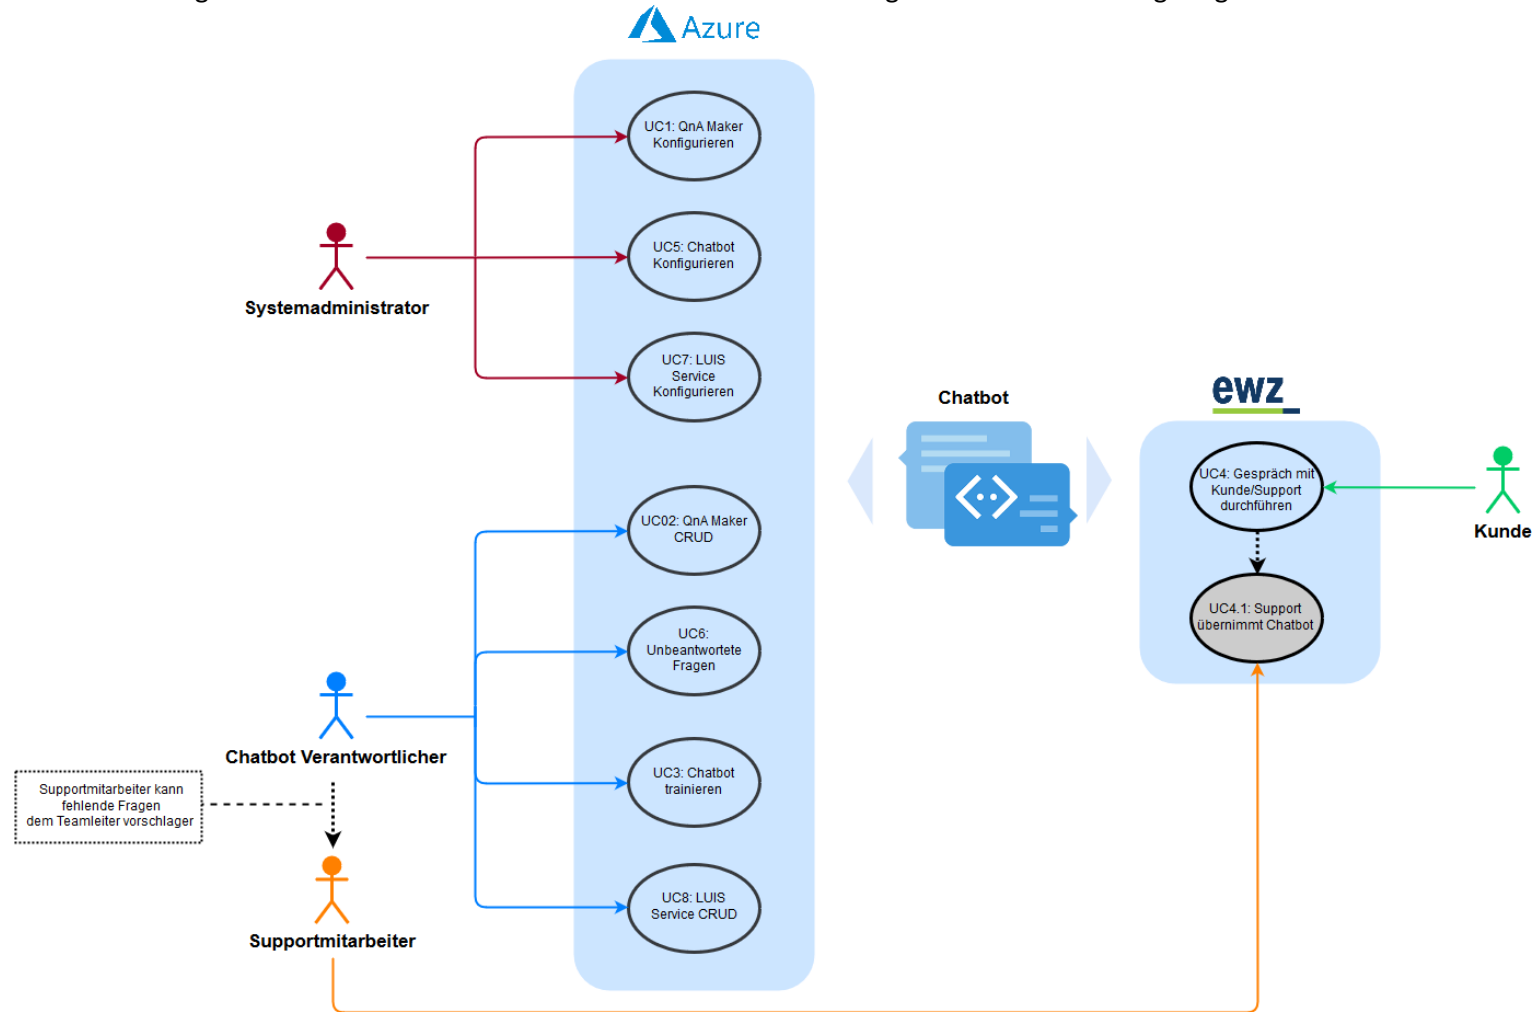 Azure
UC1: QnA Maker
Konfigurieren
UC5: Chatbot
Konfigurieren
Systemadministrator
UC7: LUIS
Service
Konfigurieren
Chatbot
ewz_
UC4: Gespräch mit
Kunde/Support
durchführen
Kunde
UC02: QnA Maker
CRUD
UC4.1: Support
übernimmt Chatbot
UC6:
Unbeantwortete
Fragen
Chatbot Verantwortlicher
UC3: Chatbot
trainieren
Supportmitarbeiter kann
fehlende Fragen
dem Teamleiter vorschlager
UC8: LUIS
Service CRUD
Supportmitarbeiter